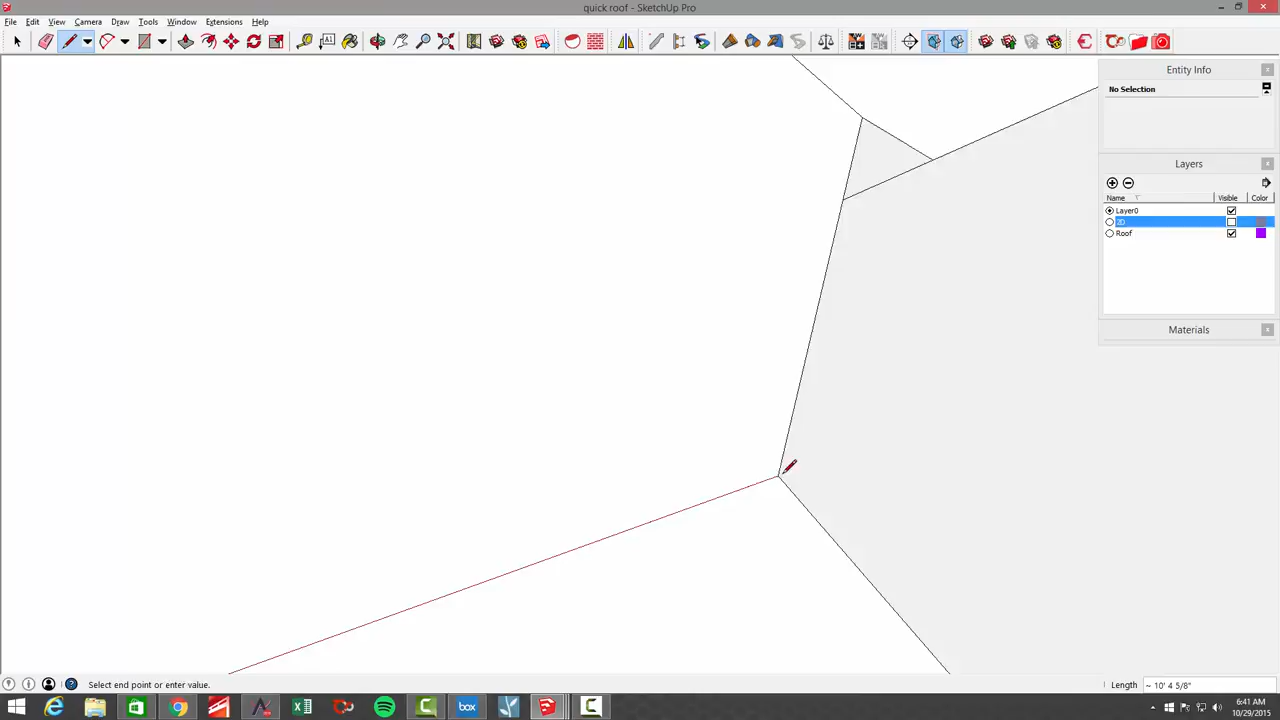 quick roof - SketchUp Pro
File Edit View Camera Draw Tools Window Extensions Help
Entity Info
No Selection
Layers
Name Visible Color
Layer0
2D
Roof
Materials
Select end point or enter value.
Length ~ 10' 4 5/8"
box
6:41 AM
10/29/2015